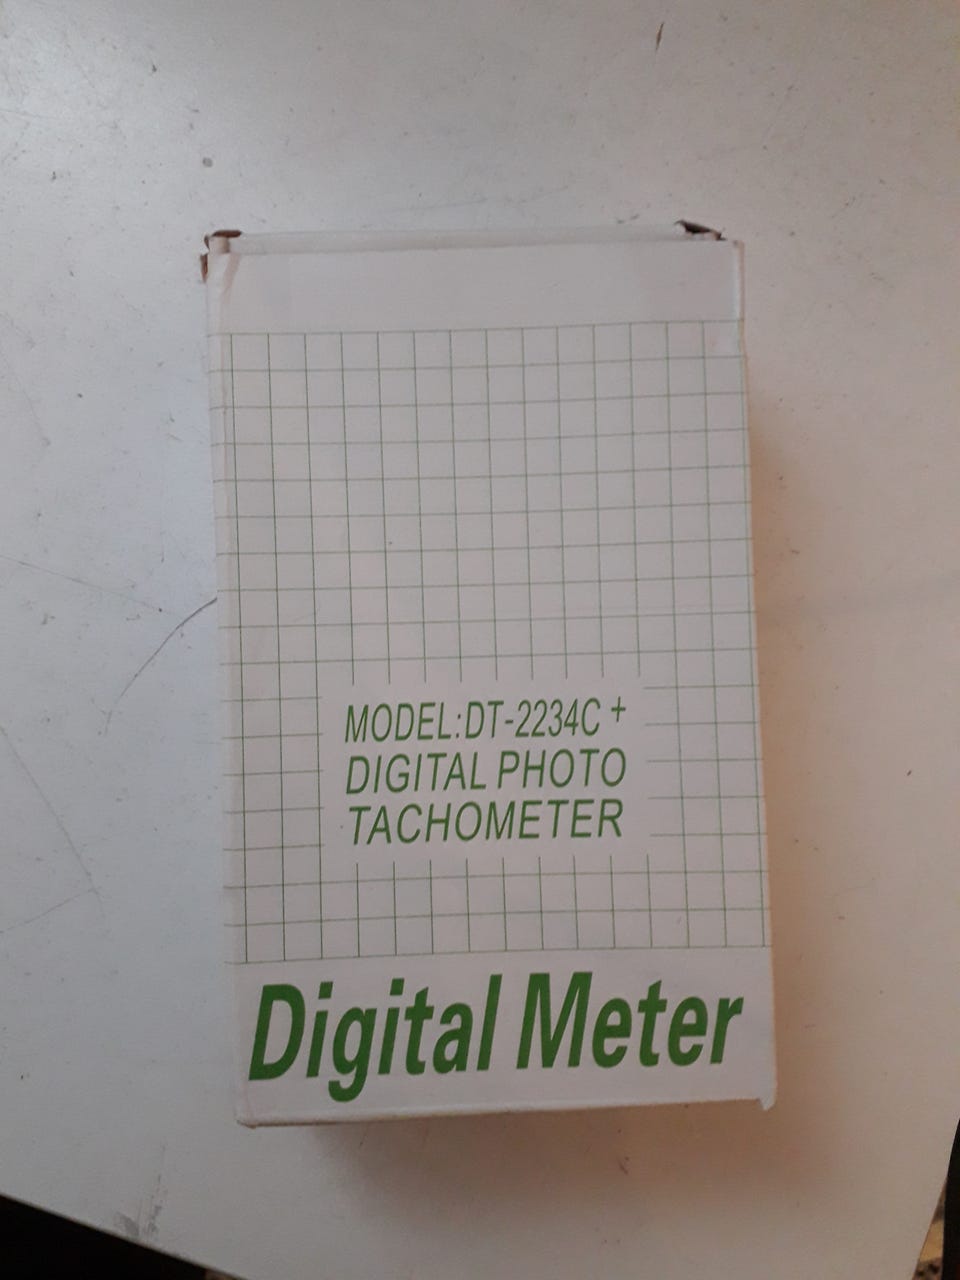 MODEL:DT-2234C +
DIGITAL PHOTO
TACHOMETER
Digital Meter